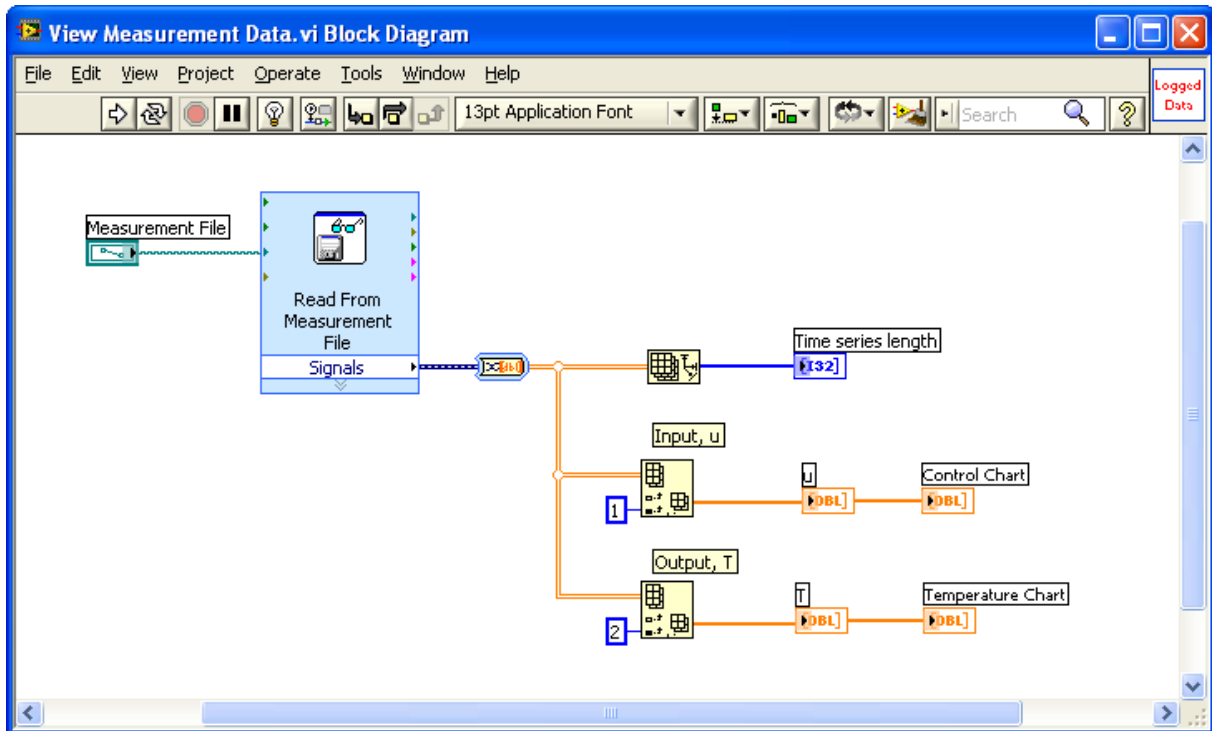 View Measurement Data.vi Block Diagram
File Edit View Project Operate Tools Window Help
Logged
Data
13pt Application Font
Search
Measurement File
Read From
Measurement
File
Signals
Time series length
[I32]
Input, u
1
u
[DBL]
Control Chart
[DBL]
Output, T
2
T
[DBL]
Temperature Chart
[DBL]